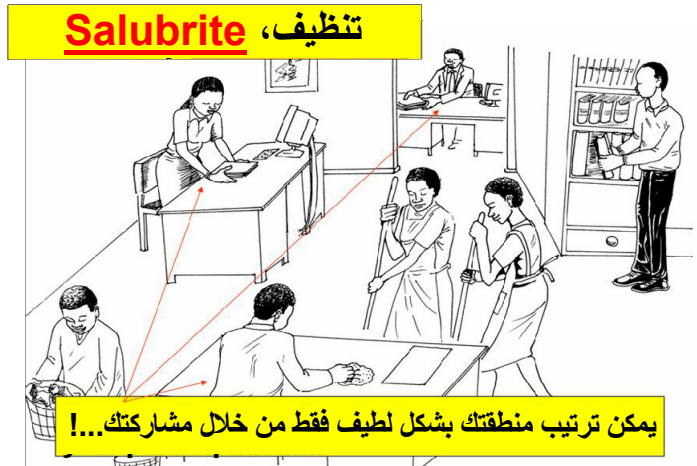 تنظيف، Salubrite
يمكن ترتيب منطقتك بشكل لطيف فقط من خلال مشاركتك...!